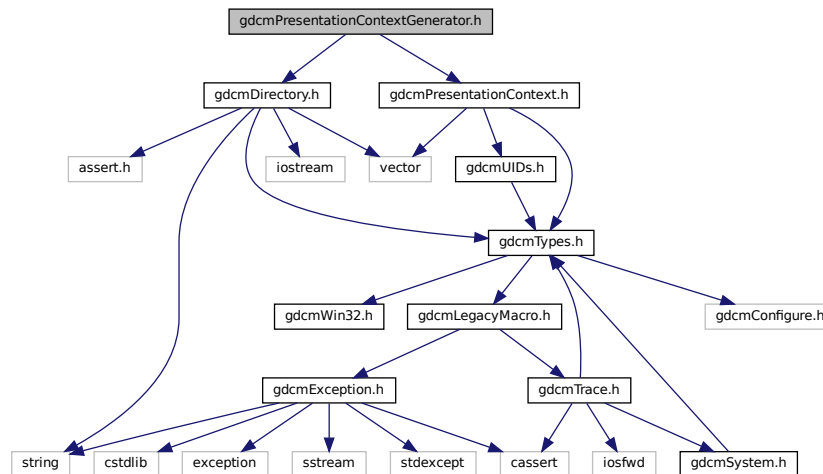 gdcmPresentationContextGenerator.h
gdcmDirectory.h
gdcmPresentationContext.h
assert.h
iostream
vector
gdcmUIDs.h
gdcmTypes.h
gdcmWin32.h
gdcmLegacyMacro.h
gdcmConfigure.h
gdcmException.h
gdcmTrace.h
string
cstdlib
exception
sstream
stdexcept
cassert
iosfwd
gdcmSystem.h